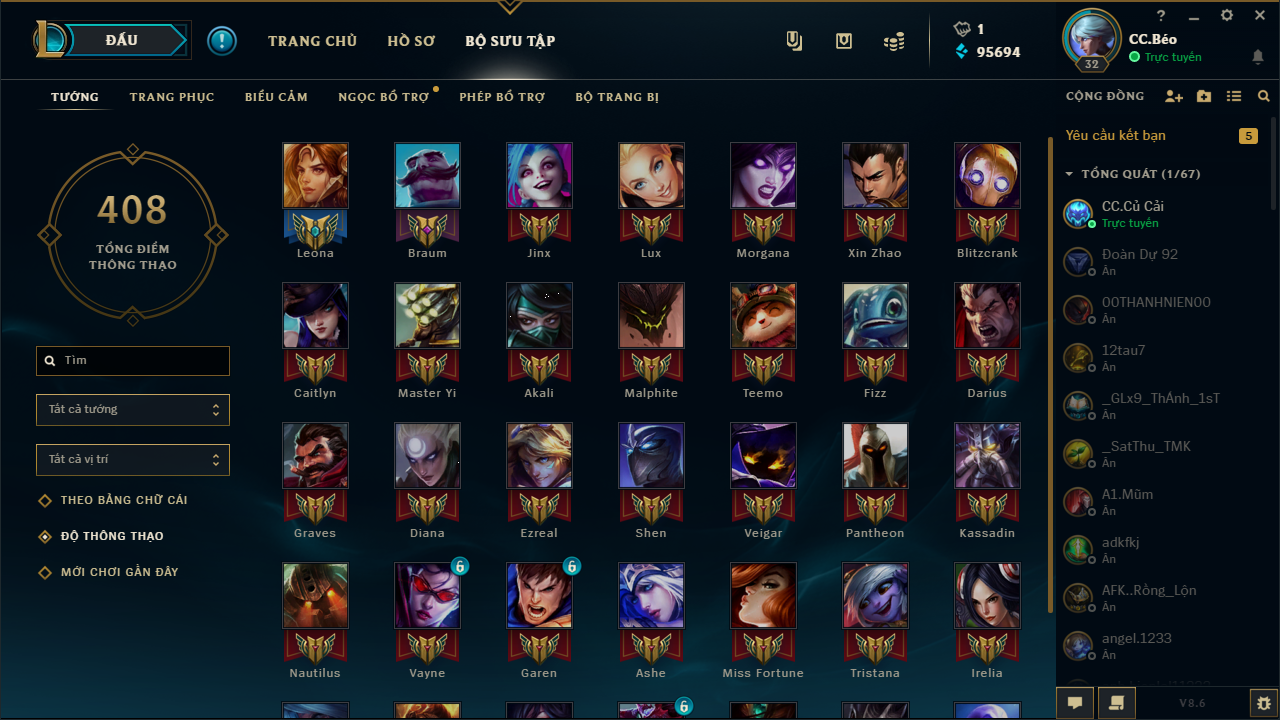 ĐẤU
TRANG CHỦ
HỒ SƠ
BỘ SƯU TẬP
1
95694
32
CC.Béo
Trực tuyến
TƯỚNG
TRANG PHỤC
BIỂU CẢM
NGỌC BỔ TRỢ
PHÉP BỔ TRỢ
BỘ TRANG BỊ
CỘNG ĐỒNG
408
TỔNG ĐIỂM
THÔNG THẠO
Tìm
Tất cả tướng
Tất cả vị trí
THEO BẢNG CHỮ CÁI
ĐỘ THÔNG THẠO
MỚI CHƠI GẦN ĐÂY
Leona
Braum
Jinx
Lux
Morgana
Xin Zhao
Blitzcrank
Caitlyn
Master Yi
Akali
Malphite
Teemo
Fizz
Darius
Graves
Diana
Ezreal
Shen
Veigar
Pantheon
Kassadin
6
6
Nautilus
Vayne
Garen
Ashe
Miss Fortune
Tristana
Irelia
6
Yêu cầu kết bạn
5
TỔNG QUÁT (1/67)
CC.Củ Cải
Trực tuyến
Đoàn Dự 92
Ẩn
00THANHNIEN00
Ẩn
12tau7
Ẩn
_GLx9_ThÁnh_1sT
Ẩn
_SatThu_TMK
Ẩn
A1.Mũm
Ẩn
adkfkj
Ẩn
AFK..Rồng_Lộn
Ẩn
angel.1233
Ẩn
V8.6